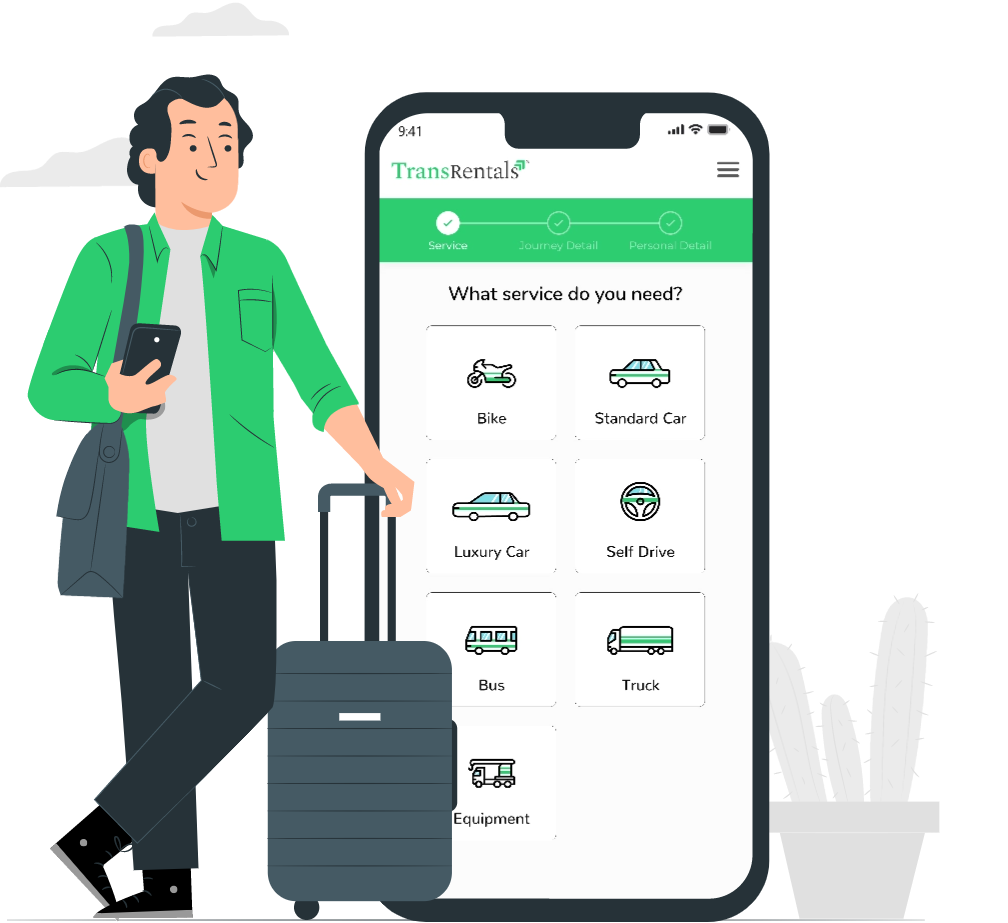 9:41
TransRentals
Service Journey Detail Personal Detail
What service do you need?
Bike Standard Car
Luxury Car Self Drive
Bus Truck
Equipment